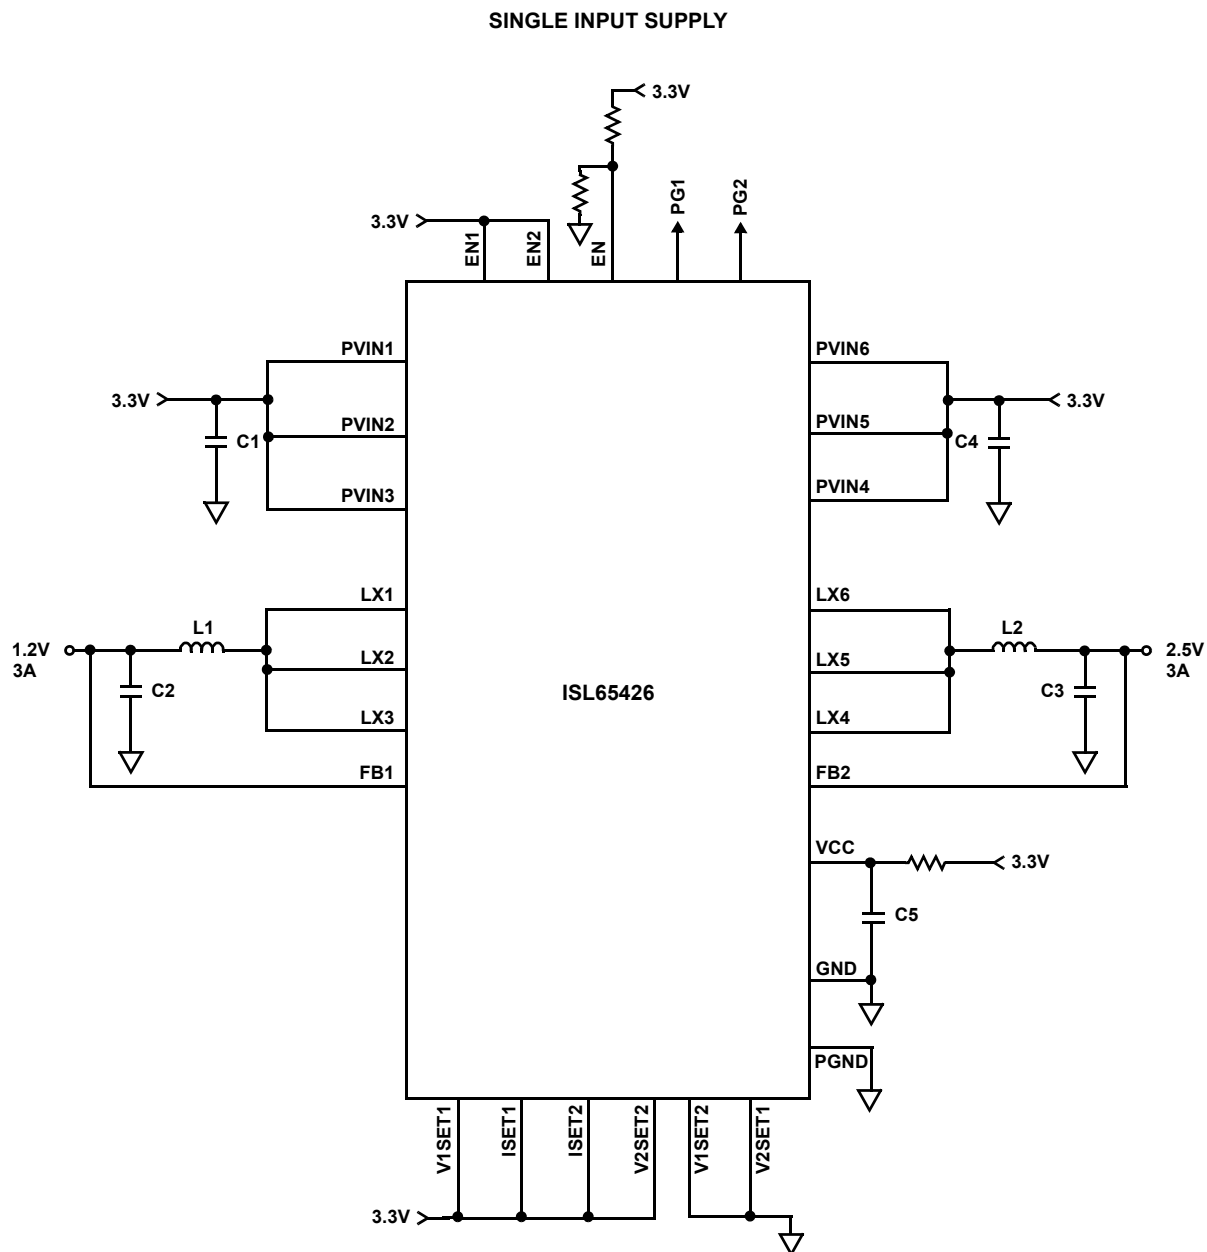 SINGLE INPUT SUPPLY
3.3V
PG1
PG2
3.3V
EN1
EN2
EN
PVIN1
PVIN6
3.3V
3.3V
PVIN2
C1
PVIN5
C4
PVIN3
PVIN4
LX1
LX6
L1
L2
1.2V
3A
2.5V
3A
LX2
LX5
C2
ISL65426
C3
LX3
LX4
FB1
FB2
VCC
3.3V
C5
GND
PGND
V1SET1
ISET1
ISET2
V2SET2
V1SET2
V2SET1
3.3V